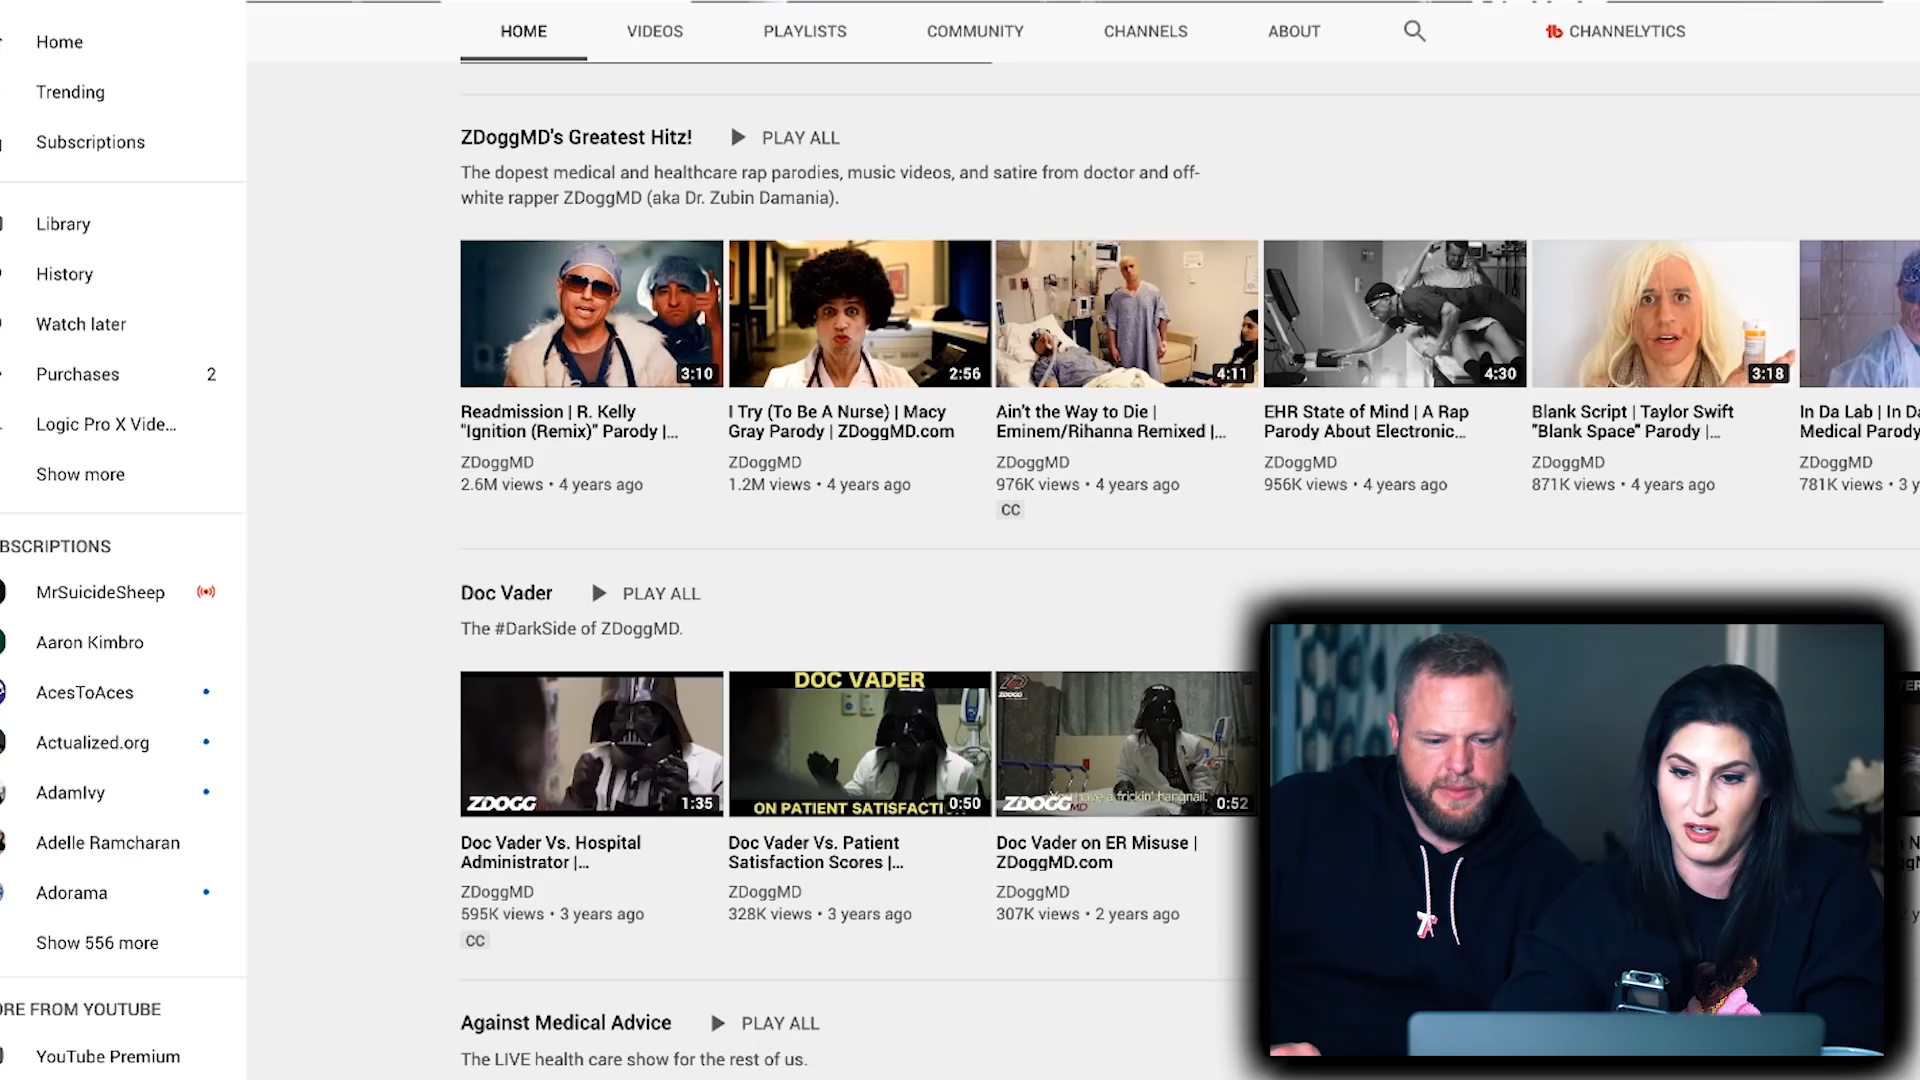 HOME VIDEOS PLAYLISTS COMMUNITY CHANNELS ABOUT CHANNELYTICS
Home
Trending
Subscriptions
Library
History
Watch later
Purchases 2
Logic Pro X Vide...
Show more
BSCRIPTIONS
MrSuicideSheep
Aaron Kimbro
AcesToAces
Actualized.org
AdamIvy
Adelle Ramcharan
Adorama
Show 556 more
ORE FROM YOUTUBE
YouTube Premium
ZDoggMD's Greatest Hitz! PLAY ALL
The dopest medical and healthcare rap parodies, music videos, and satire from doctor and off-
white rapper ZDoggMD (aka Dr. Zubin Damania).
3:10
Readmission | R. Kelly
"Ignition (Remix)" Parody |...
ZDoggMD
2.6M views • 4 years ago
2:56
I Try (To Be A Nurse) | Macy
Gray Parody | ZDoggMD.com
ZDoggMD
1.2M views • 4 years ago
4:11
Ain't the Way to Die |
Eminem/Rihanna Remixed |...
ZDoggMD
976K views • 4 years ago
CC
4:30
EHR State of Mind | A Rap
Parody About Electronic...
ZDoggMD
956K views • 4 years ago
3:18
Blank Script | Taylor Swift
"Blank Space" Parody |...
ZDoggMD
871K views • 4 years ago
In Da Lab | In Da
Medical Parody
ZDoggMD
781K views • 3 y
Doc Vader PLAY ALL
The #DarkSide of ZDoggMD.
ZDOGG
1:35
Doc Vader Vs. Hospital
Administrator |...
ZDoggMD
595K views • 3 years ago
CC
DOC VADER
ON PATIENT SATISFACTI
0:50
Doc Vader Vs. Patient
Satisfaction Scores |...
ZDoggMD
328K views • 3 years ago
ZDOGG
You have a frickin' hangnail.
ZDOGGMD
0:52
Doc Vader on ER Misuse |
ZDoggMD.com
ZDoggMD
307K views • 2 years ago
Against Medical Advice PLAY ALL
The LIVE health care show for the rest of us.